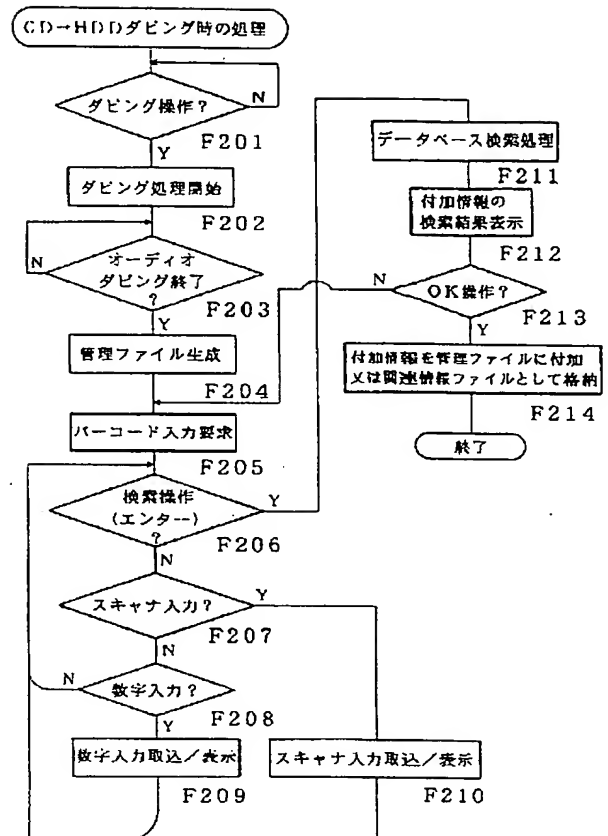 CD→HDDダビング時の処理
ダビング操作?
N
Y
F201
ダビング処理開始
F202
オーディオ
ダビング終了
?
N
Y
F203
管理ファイル生成
F204
バーコード入力要求
F205
検索操作
(エンター)
?
Y
N
F206
スキャナ入力?
Y
N
F207
数字入力?
N
Y
F208
数字入力取込/表示
F209
スキャナ入力取込/表示
F210
データベース検索処理
F211
付加情報の
検索結果表示
F212
OK操作?
N
Y
F213
付加情報を管理ファイルに付加
又は関連情報ファイルとして格納
F214
終了